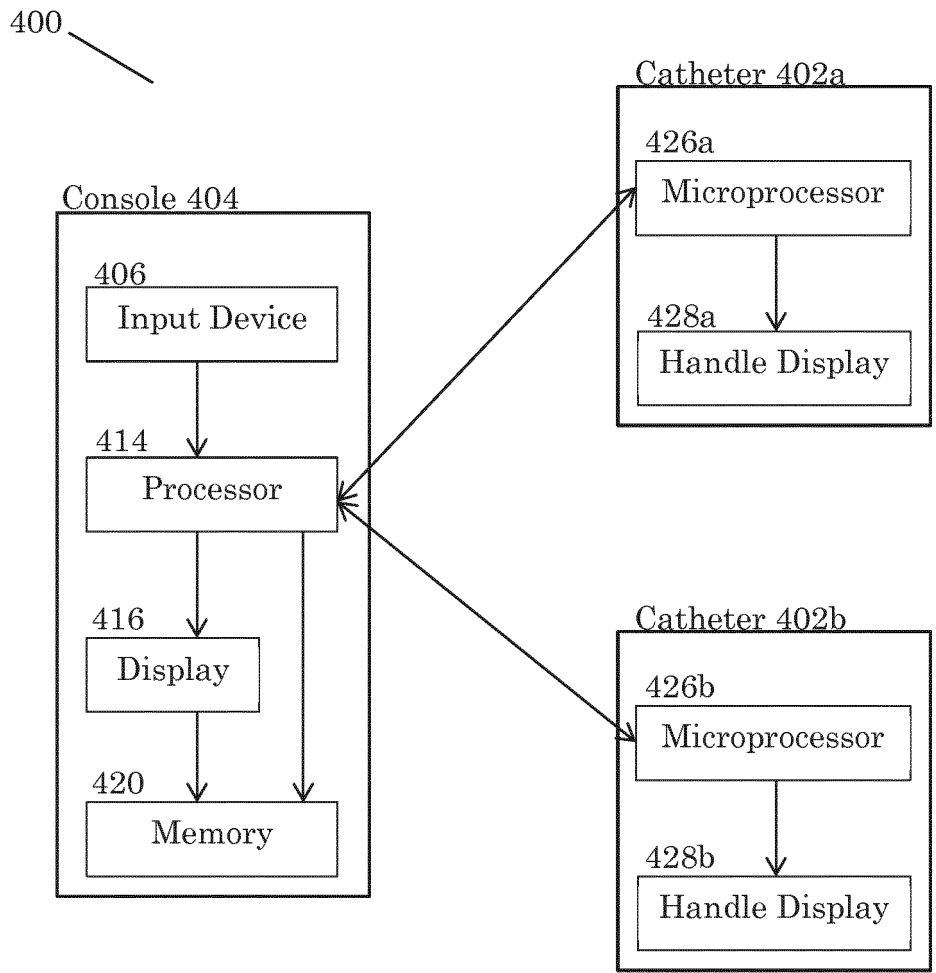 400
Console 404
406
Input Device
414
Processor
416
Display
420
Memory
Catheter 402a
426a
Microprocessor
428a
Handle Display
Catheter 402b
426b
Microprocessor
428b
Handle Display